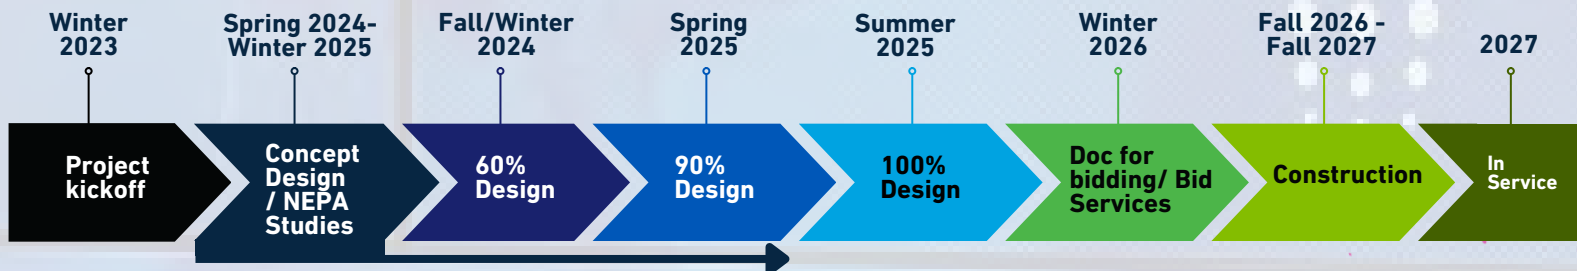 Winter
2023
Spring 2024-
Winter 2025
Fall/Winter
2024
Spring
2025
Summer
2025
Winter
2026
Fall 2026 -
Fall 2027
2027
Project
kickoff
Concept
Design
/ NEPA
Studies
60%
Design
90%
Design
100%
Design
Doc for
bidding/ Bid
Services
Construction
In
Service